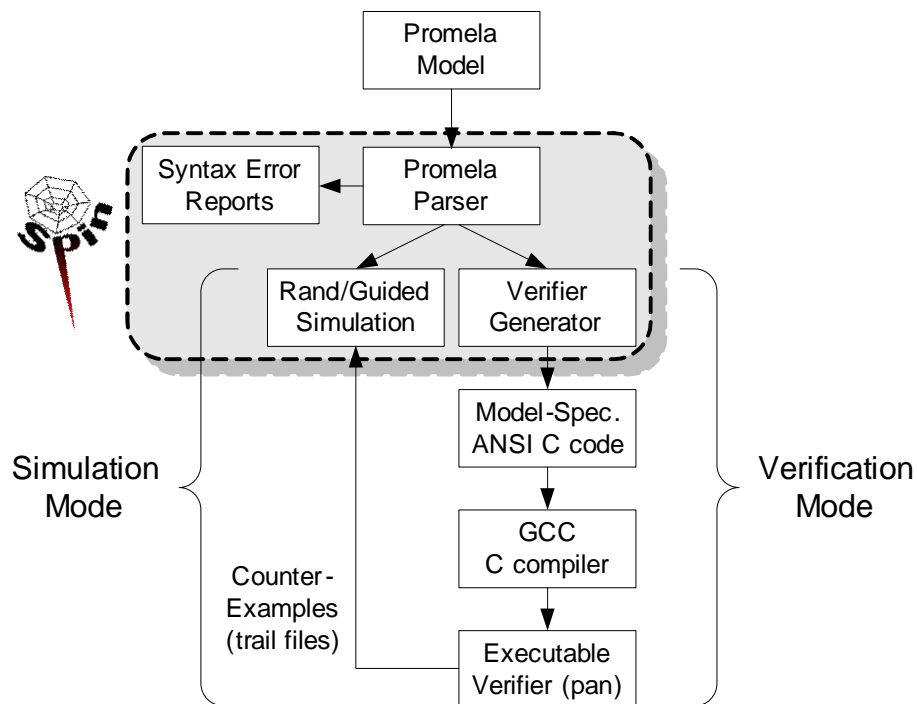 Promela
Model
Syntax Error
Reports
Promela
Parser
Spin
Rand/Guided
Simulation
Verifier
Generator
Model-Spec.
ANSI C code
Simulation
Mode
Verification
Mode
GCC
C compiler
Counter-
Examples
(trail files)
Executable
Verifier (pan)